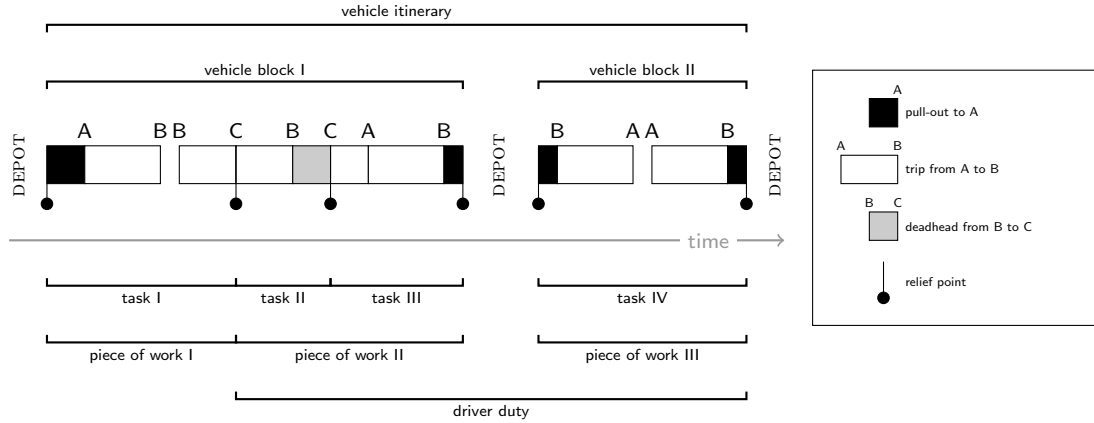 vehicle itinerary
vehicle block I
vehicle block II
A B B C B C A B B A A B
DEPOT
DEPOT
DEPOT
time
task I task II task III task IV
piece of work I piece of work II piece of work III
driver duty
A
pull-out to A
A B
trip from A to B
B C
deadhead from B to C
relief point